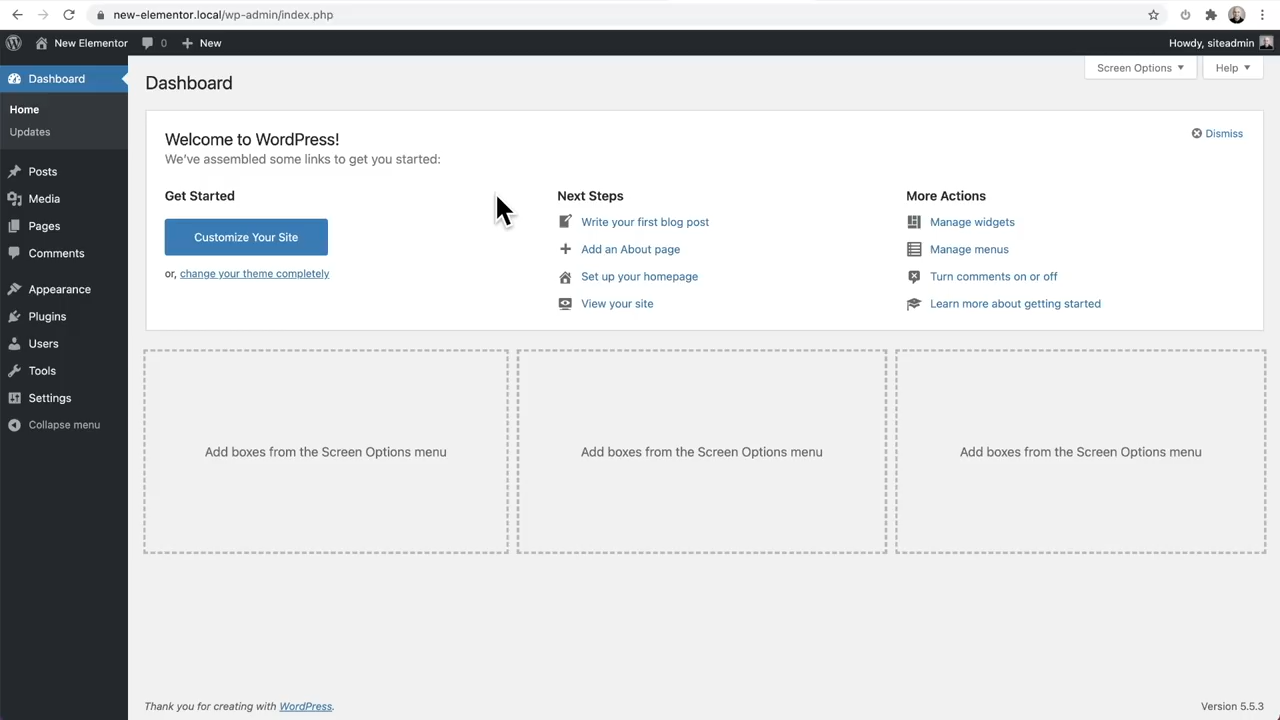 new-elementor.local/wp-admin/index.php
New Elementor 0 New Howdy, siteadmin
Dashboard
Home
Updates
Posts
Media
Pages
Comments
Appearance
Plugins
Users
Tools
Settings
Collapse menu
Screen Options Help
Dashboard
Welcome to WordPress!
Dismiss
We've assembled some links to get you started:
Get Started
Customize Your Site
or, change your theme completely
Next Steps
Write your first blog post
Add an About page
Set up your homepage
View your site
More Actions
Manage widgets
Manage menus
Turn comments on or off
Learn more about getting started
Add boxes from the Screen Options menu
Add boxes from the Screen Options menu
Add boxes from the Screen Options menu
Thank you for creating with WordPress.
Version 5.5.3